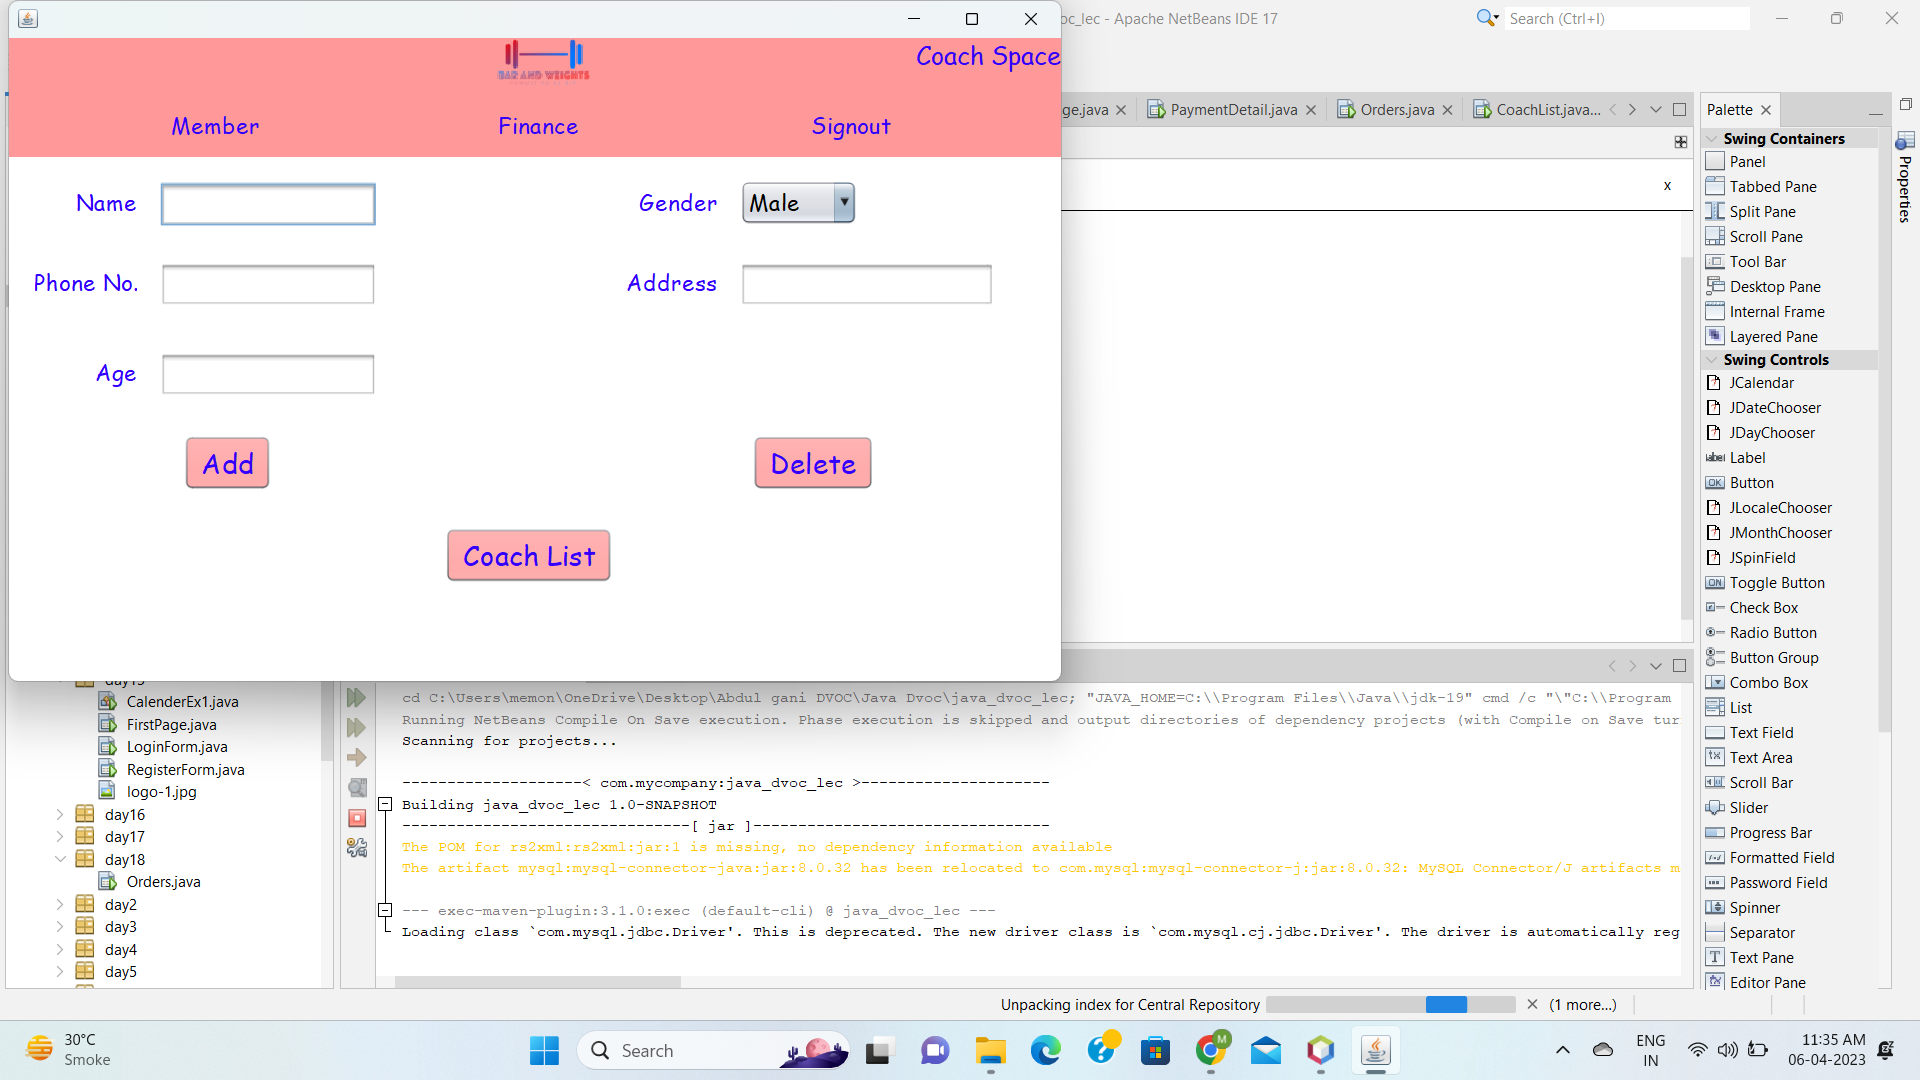 oc_lec - Apache NetBeans IDE 17
Search (Ctrl+I)
BAR AND WEIGHTS
Coach Space
Member
Finance
Signout
Name
Gender
Male
Phone No.
Address
Age
Add
Delete
Coach List
ge.java
PaymentDetail.java
Orders.java
CoachList.java...
x
Palette
Properties
Swing Containers
Panel
Tabbed Pane
Split Pane
Scroll Pane
Tool Bar
Desktop Pane
Internal Frame
Layered Pane
Swing Controls
JCalendar
JDateChooser
JDayChooser
label Label
OK Button
JLocaleChooser
JMonthChooser
JSpinField
ON Toggle Button
Check Box
Radio Button
Button Group
Combo Box
List
Text Field
Text Area
Scroll Bar
Slider
Progress Bar
Formatted Field
Password Field
Spinner
Separator
Text Pane
Editor Pane
CalenderEx1.java
FirstPage.java
LoginForm.java
RegisterForm.java
logo-1.jpg
day16
day17
day18
Orders.java
day2
day3
day4
day5
cd C:\Users\memon\OneDrive\Desktop\Abdul gani DVOC\Java Dvoc\java_dvoc_lec; "JAVA_HOME=C:\\Program Files\\Java\\jdk-19" cmd /c "\"C:\\Program
Running NetBeans Compile On Save execution. Phase execution is skipped and output directories of dependency projects (with Compile on Save tur
Scanning for projects...
--------------------< com.mycompany:java_dvoc_lec >---------------------
Building java_dvoc_lec 1.0-SNAPSHOT
--------------------------------[ jar ]---------------------------------
The POM for rs2xml:rs2xml:jar:1 is missing, no dependency information available
The artifact mysql:mysql-connector-java:jar:8.0.32 has been relocated to com.mysql:mysql-connector-j:jar:8.0.32: MySQL Connector/J artifacts m
--- exec-maven-plugin:3.1.0:exec (default-cli) @ java_dvoc_lec ---
Loading class `com.mysql.jdbc.Driver'. This is deprecated. The new driver class is `com.mysql.cj.jdbc.Driver'. The driver is automatically reg
Unpacking index for Central Repository
(1 more...)
30°C
Smoke
Search
M
ENG
IN
11:35 AM
06-04-2023